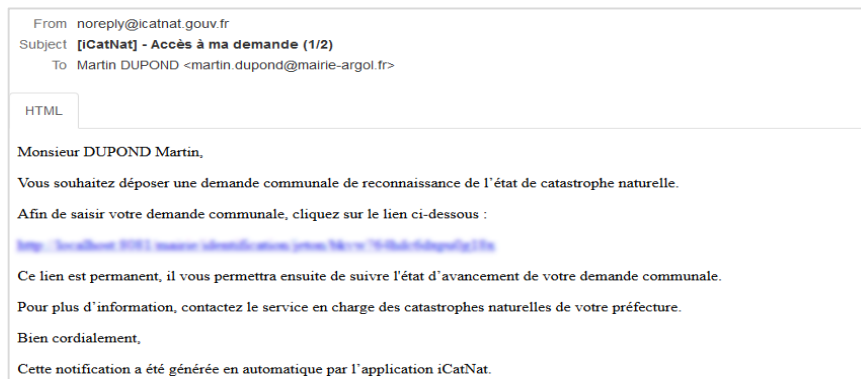 From noreply@icatnat.gouv.fr
Subject [iCatNat] - Accès à ma demande (1/2)
To Martin DUPOND <martin.dupond@mairie-argol.fr>
HTML
Monsieur DUPOND Martin,
Vous souhaitez déposer une demande communale de reconnaissance de l’état de catastrophe naturelle.
Afin de saisir votre demande communale, cliquez sur le lien ci-dessous :
Ce lien est permanent, il vous permettra ensuite de suivre l'état d'avancement de votre demande communale.
Pour plus d’information, contactez le service en charge des catastrophes naturelles de votre préfecture.
Bien cordialement,
Cette notification a été générée en automatique par l’application iCatNat.